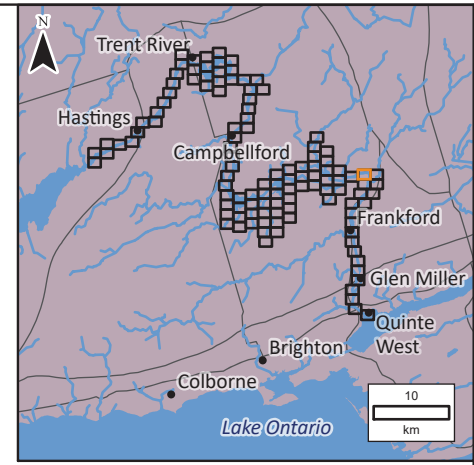 N
Trent River
Hastings
Campbellford
Frankford
Glen Miller
Quinte
West
Brighton
Colborne
Lake Ontario
10
km